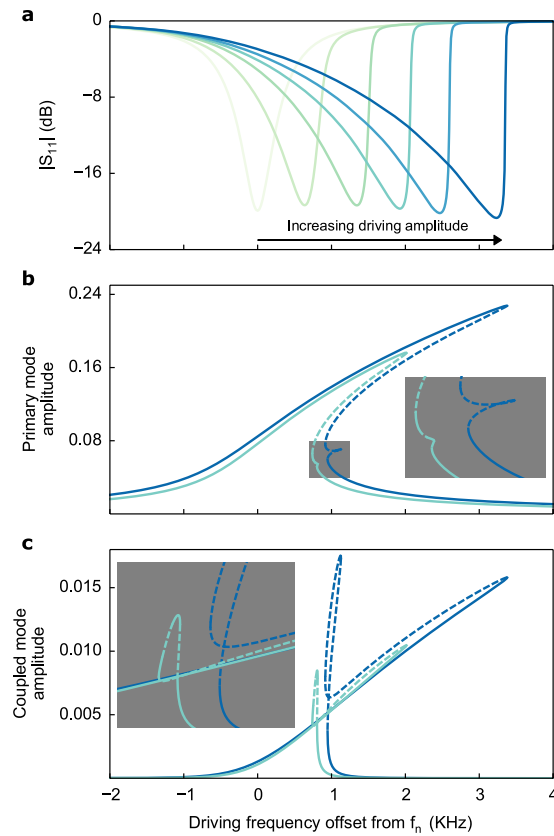 a
0
−8
−16
−24
|S₁₁| (dB)
Increasing driving amplitude
b
0.24
0.16
0.08
Primary mode
amplitude
c
0.015
0.010
0.005
Coupled mode
amplitude
−2
−1
0
1
2
3
4
Driving frequency offset from fₙ (KHz)